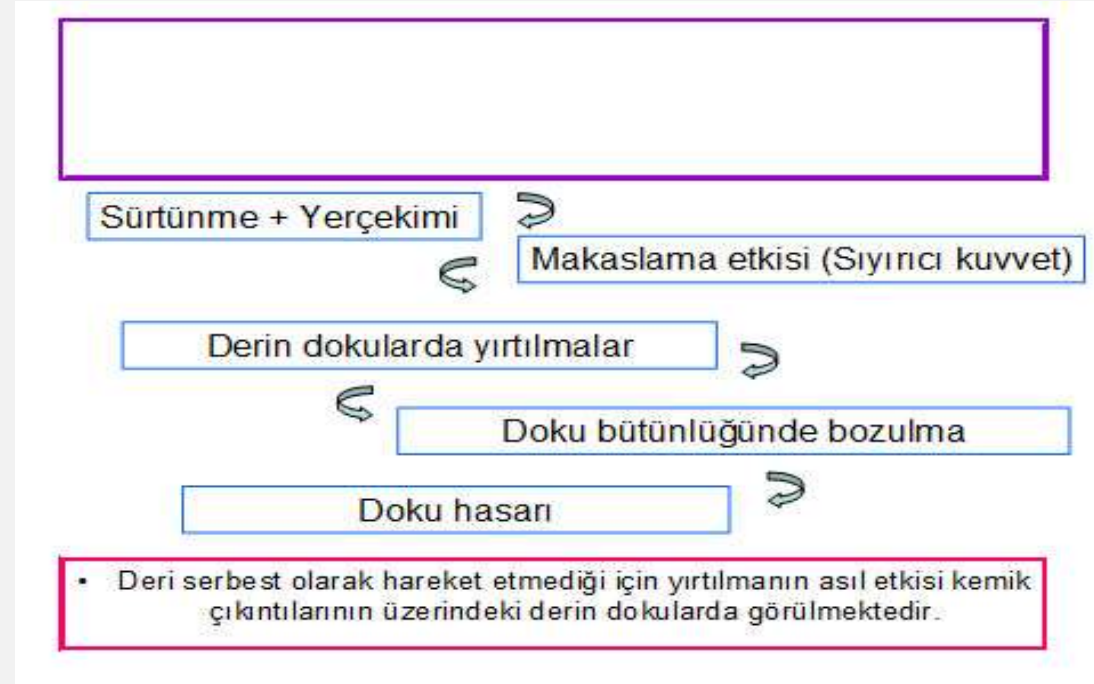 Sürtünme + Yerçekimi
Makaslama etkisi (Sıyırıcı kuvvet)
Derin dokularda yırtılmalar
Doku bütünlüğünde bozulma
Doku hasarı
• Deri serbest olarak hareket etmediği için yırtılmanın asıl etkisi kemik
çıkıntılarının üzerindeki derin dokularda görülmektedir.